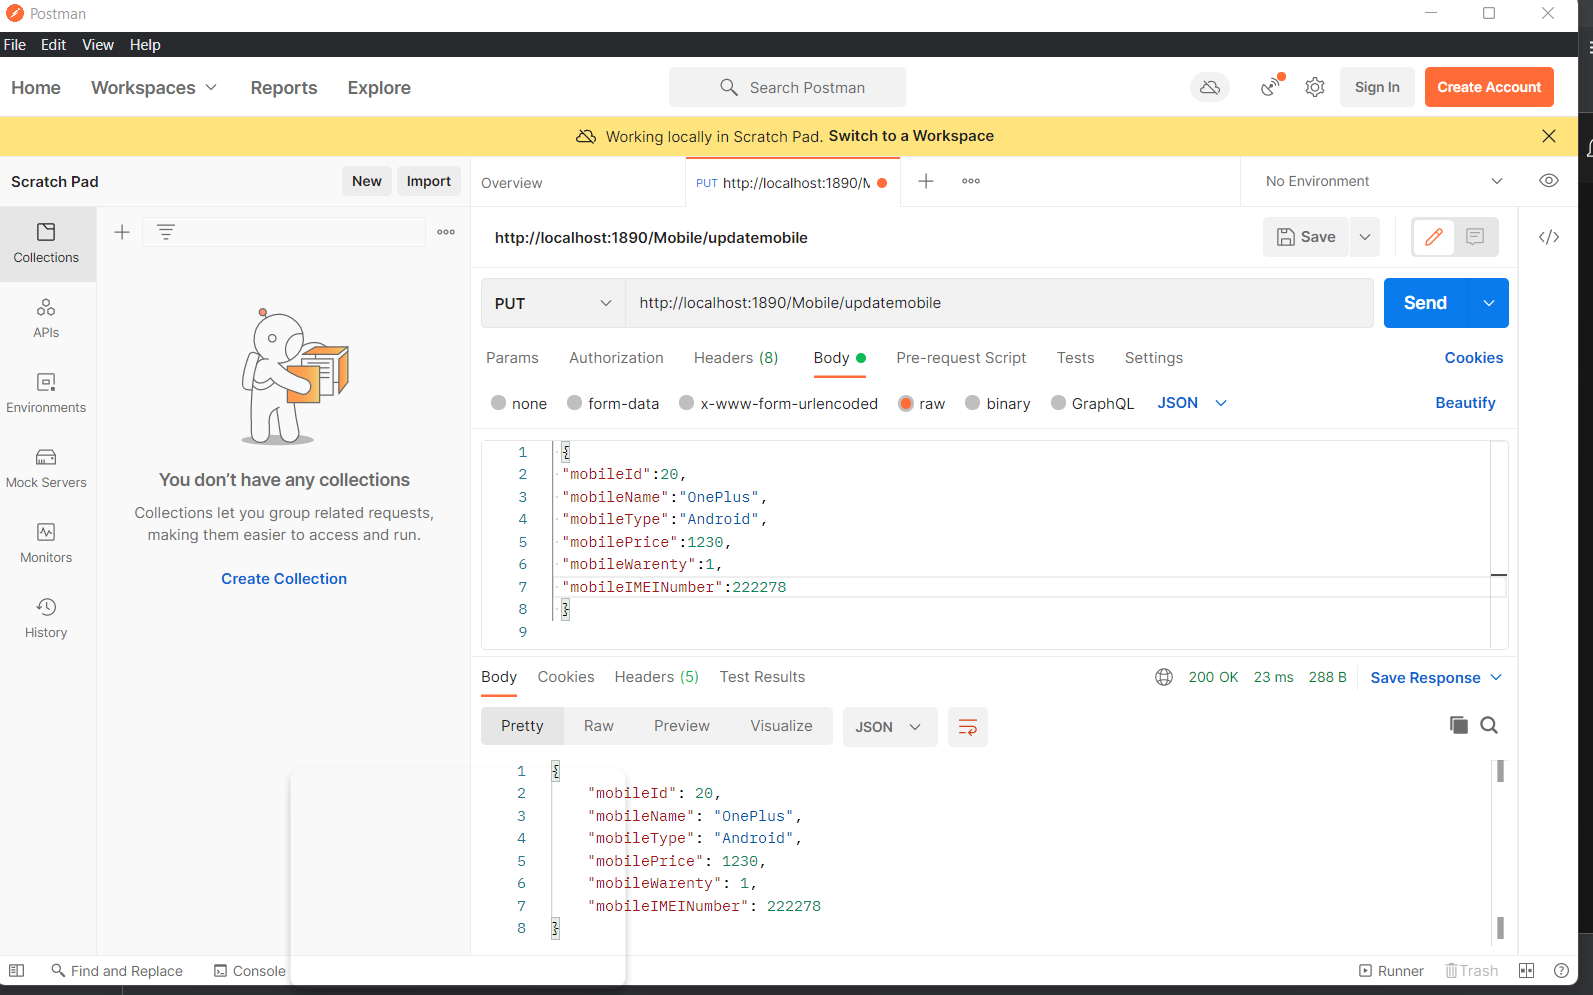 Postman
File Edit View Help
Home Workspaces Reports Explore Search Postman Sign In Create Account
Working locally in Scratch Pad. Switch to a Workspace
Scratch Pad New Import Overview PUT http://localhost:1890/M No Environment
http://localhost:1890/Mobile/updatemobile Save
Collections
PUT http://localhost:1890/Mobile/updatemobile Send
APIs
Params Authorization Headers (8) Body Pre-request Script Tests Settings Cookies
Environments
none form-data x-www-form-urlencoded raw binary GraphQL JSON Beautify
Mock Servers
Monitors
History
You don’t have any collections
Collections let you group related requests,
making them easier to access and run.
Create Collection
1 {
2 "mobileId":20,
3 "mobileName":"OnePlus",
4 "mobileType":"Android",
5 "mobilePrice":1230,
6 "mobileWarenty":1,
7 "mobileIMEINumber":222278
8 }
9
Body Cookies Headers (5) Test Results 200 OK 23 ms 288 B Save Response
Pretty Raw Preview Visualize JSON
1 {
2 "mobileId": 20,
3 "mobileName": "OnePlus",
4 "mobileType": "Android",
5 "mobilePrice": 1230,
6 "mobileWarenty": 1,
7 "mobileIMEINumber": 222278
8 }
Find and Replace Console Runner Trash